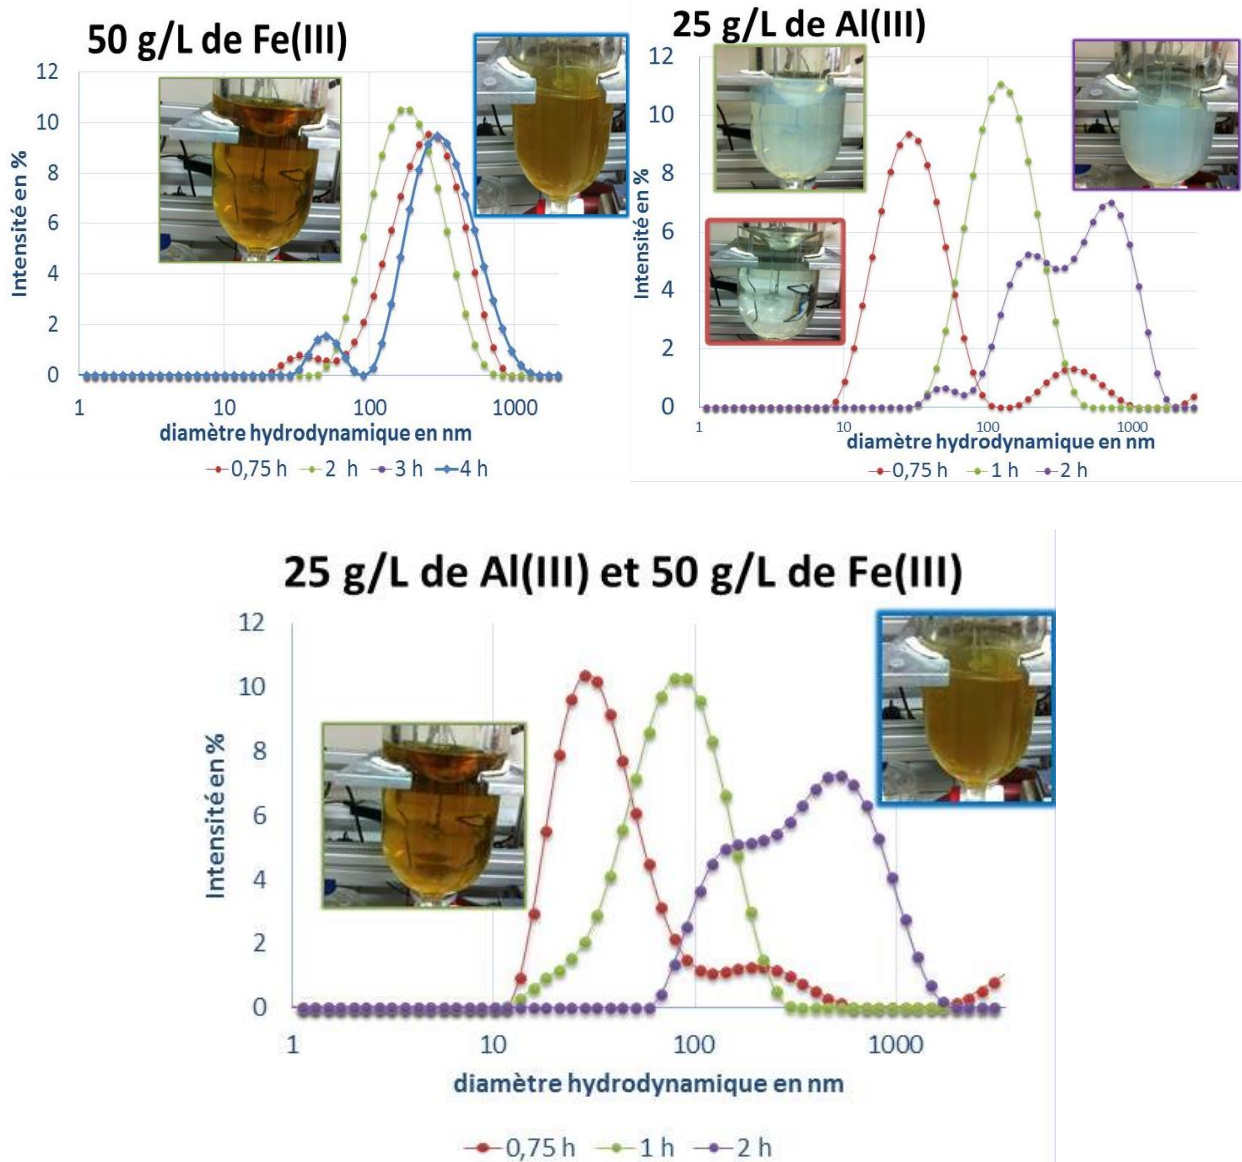 50 g/L de Fe(III)
12
10
8
6
4
2
0
Intensité en %
1 10 100 1000
diamètre hydrodynamique en nm
0,75 h 2 h 3 h 4 h
25 g/L de Al(III)
12
10
8
6
4
2
0
Intensité en %
1 10 100 1000
diamètre hydrodynamique en nm
0,75 h 1 h 2 h
25 g/L de Al(III) et 50 g/L de Fe(III)
12
10
8
6
4
2
0
Intensité en %
1 10 100 1000
diamètre hydrodynamique en nm
0,75 h 1 h 2 h